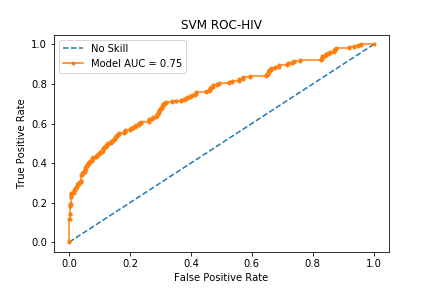 SVM ROC-HIV
No Skill
Model AUC = 0.75
True Positive Rate
1.0
0.8
0.6
0.4
0.2
0.0
0.0 0.2 0.4 0.6 0.8 1.0
False Positive Rate